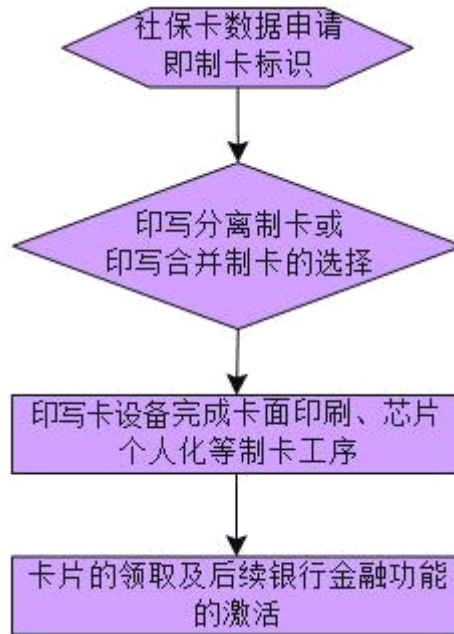 社保卡数据申请
即制卡标识
印写分离制卡或
印写合并制卡的选择
印写卡设备完成卡面印刷、芯片
个人化等制卡工序
卡片的领取及后续银行金融功能
的激活